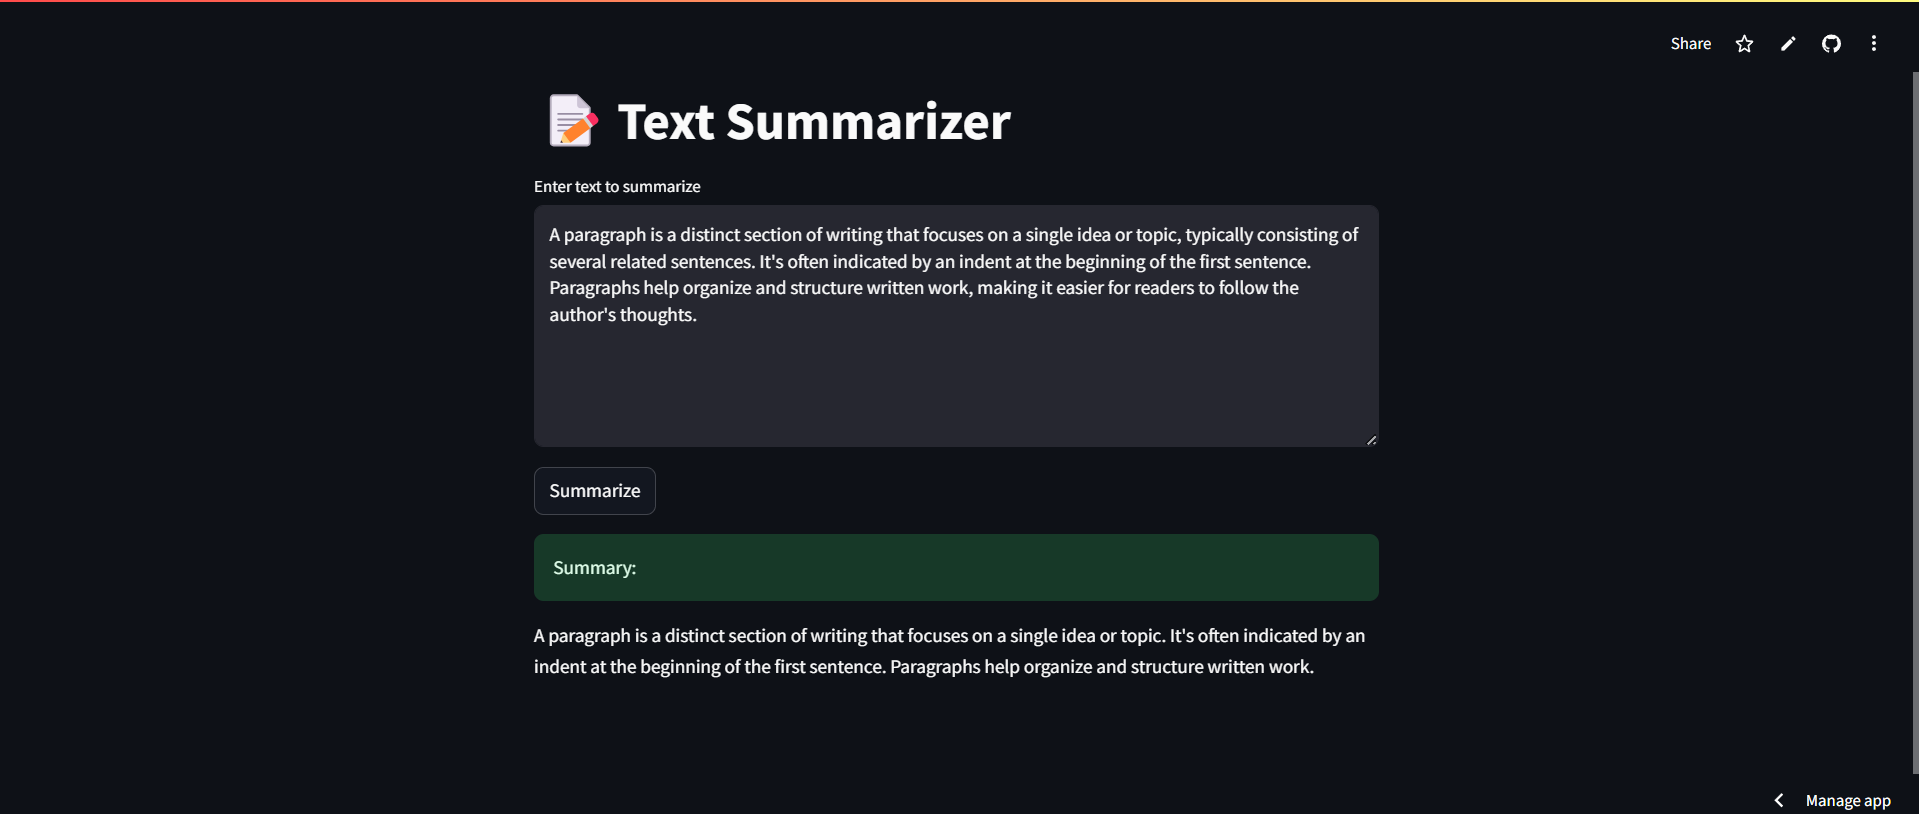 Share
Text Summarizer
Enter text to summarize
A paragraph is a distinct section of writing that focuses on a single idea or topic, typically consisting of
several related sentences. It's often indicated by an indent at the beginning of the first sentence.
Paragraphs help organize and structure written work, making it easier for readers to follow the
author's thoughts.
Summarize
Summary:
A paragraph is a distinct section of writing that focuses on a single idea or topic. It's often indicated by an
indent at the beginning of the first sentence. Paragraphs help organize and structure written work.
Manage app